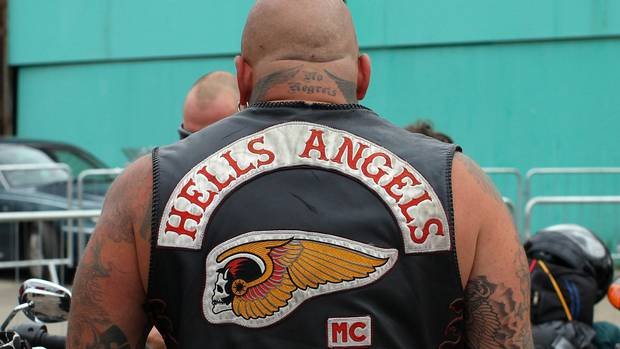 No
Regrets
HELLS ANGELS
MC